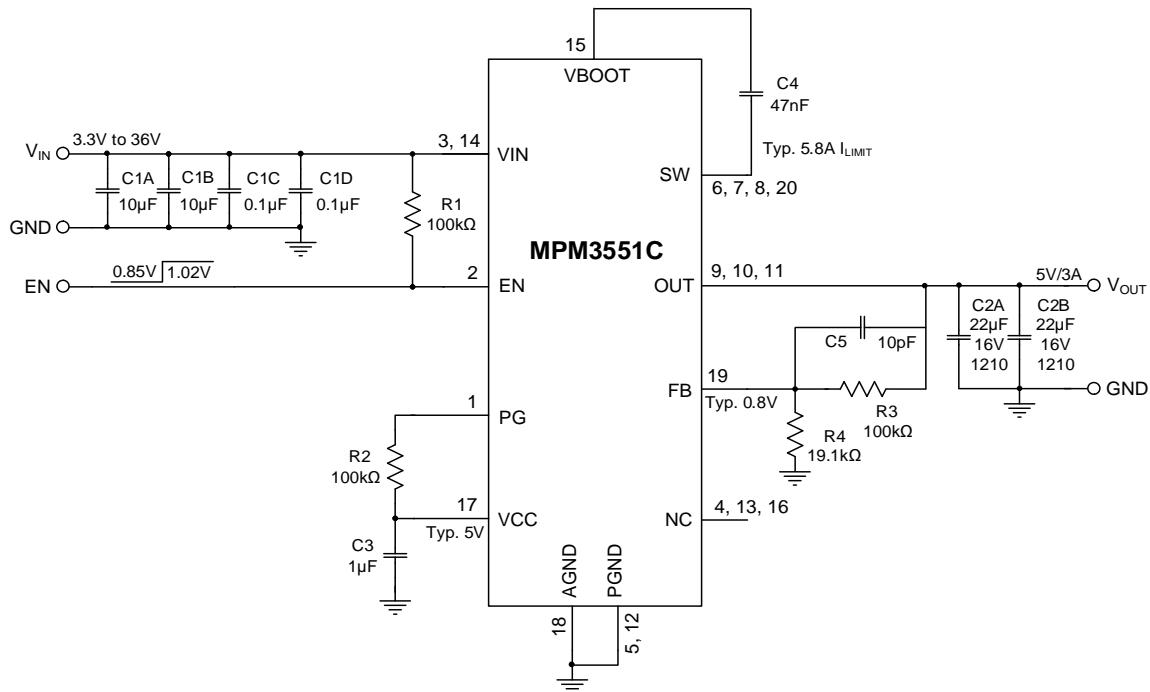 15
VBOOT
C4
47nF
3.3V to 36V
VIN
3, 14
VIN
Typ. 5.8A ILIMIT
SW
6, 7, 8, 20
C1A
10µF
C1B
10µF
C1C
0.1µF
C1D
0.1µF
R1
100kΩ
GND
MPM3551C
EN
0.85V
1.02V
2
EN
OUT
9, 10, 11
5V/3A
VOUT
C5
10pF
C2A
22µF
16V
1210
C2B
22µF
16V
1210
FB
19
Typ. 0.8V
GND
R3
100kΩ
R4
19.1kΩ
1
PG
R2
100kΩ
17
VCC
Typ. 5V
NC
4, 13, 16
C3
1µF
AGND
PGND
18
5, 12